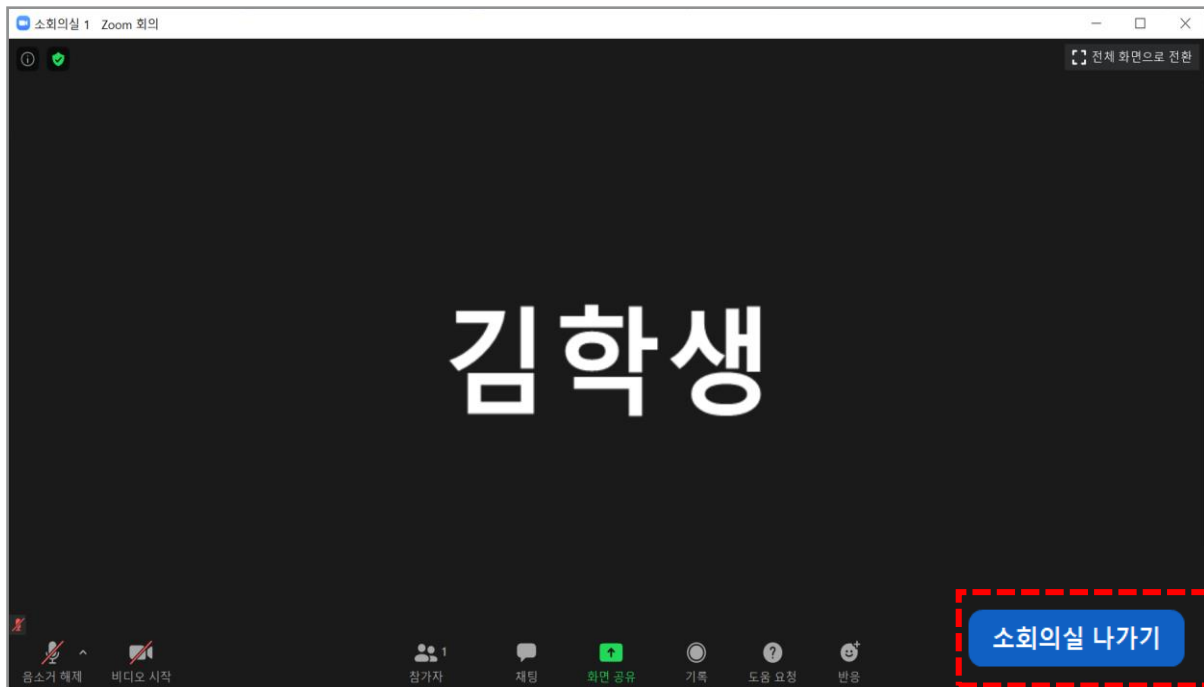 소회의실 1 Zoom 회의
전체 화면으로 전환
김학생
소회의실 나가기
1
음소거 해제 비디오 시작 참가자 채팅 화면 공유 기록 도움 요청 반응